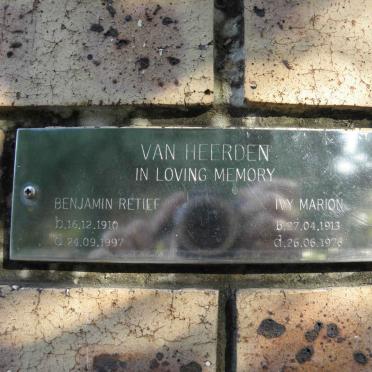 VAN HEERDEN
IN LOVING MEMORY
BENJAMIN RETIEF IVY MARION
b.16.12.1910 b.27.04.1913
d.24.09.1997 d.26.06.1976